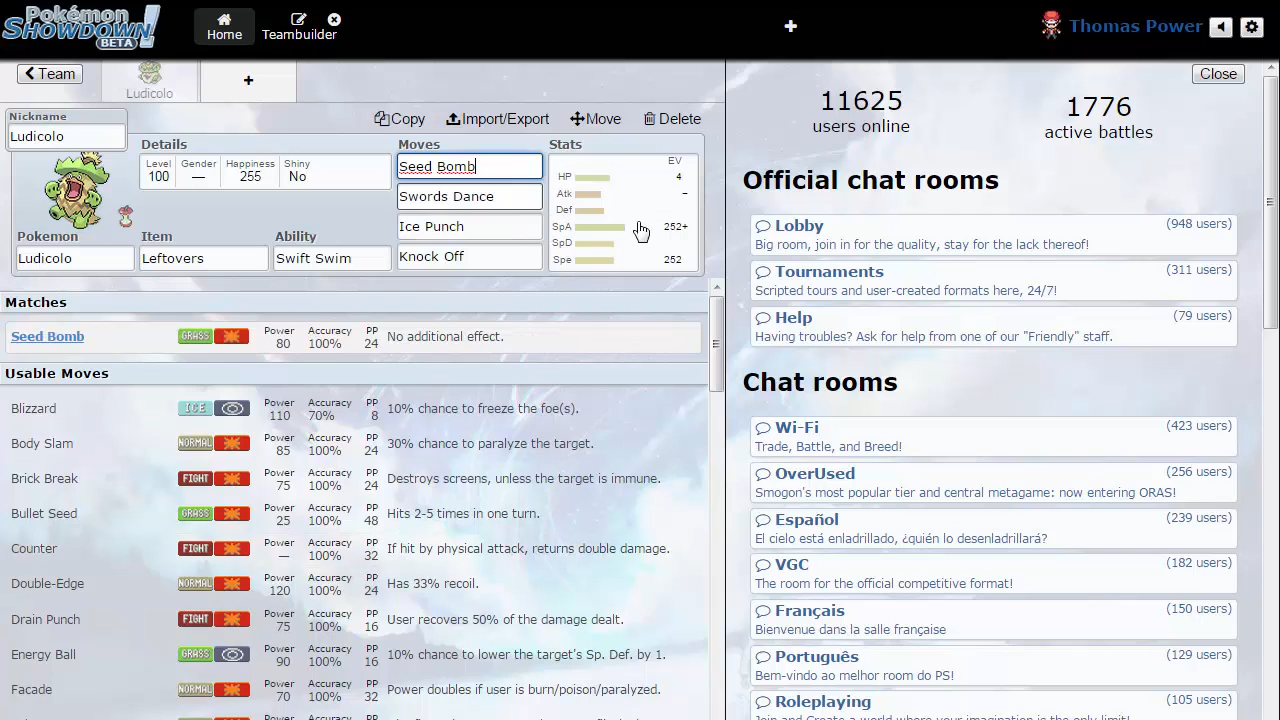 Pokémon
SHOWDOWN!
BETA
Home
Teambuilder
Thomas Power
Team
Ludicolo
Close
Nickname
Ludicolo
Copy
Import/Export
Move
Delete
Details
Level
100
Gender
—
Happiness
255
Shiny
No
Pokemon
Ludicolo
Item
Leftovers
Ability
Swift Swim
Moves
Seed Bomb
Swords Dance
Ice Punch
Knock Off
Stats
EV
HP 4
Atk –
Def
SpA 252+
SpD
Spe 252
Matches
Seed Bomb GRASS Power 80 Accuracy 100% PP 24 No additional effect.
Usable Moves
Blizzard ICE Power 110 Accuracy 70% PP 8 10% chance to freeze the foe(s).
Body Slam NORMAL Power 85 Accuracy 100% PP 24 30% chance to paralyze the target.
Brick Break FIGHT Power 75 Accuracy 100% PP 24 Destroys screens, unless the target is immune.
Bullet Seed GRASS Power 25 Accuracy 100% PP 48 Hits 2-5 times in one turn.
Counter FIGHT Power — Accuracy 100% PP 32 If hit by physical attack, returns double damage.
Double-Edge NORMAL Power 120 Accuracy 100% PP 24 Has 33% recoil.
Drain Punch FIGHT Power 75 Accuracy 100% PP 16 User recovers 50% of the damage dealt.
Energy Ball GRASS Power 90 Accuracy 100% PP 16 10% chance to lower the target's Sp. Def. by 1.
Facade NORMAL Power 70 Accuracy 100% PP 32 Power doubles if user is burn/poison/paralyzed.
11625
users online
1776
active battles
Official chat rooms
Lobby (948 users)
Big room, join in for the quality, stay for the lack thereof!
Tournaments (311 users)
Scripted tours and user-created formats here, 24/7!
Help (79 users)
Having troubles? Ask for help from one of our "Friendly" staff.
Chat rooms
Wi-Fi (423 users)
Trade, Battle, and Breed!
OverUsed (256 users)
Smogon's most popular tier and central metagame: now entering ORAS!
Español (239 users)
El cielo está enladrillado, ¿quién lo desenladrillará?
VGC (182 users)
The room for the official competitive format!
Français (150 users)
Bienvenue dans la salle française
Português (129 users)
Bem-vindo ao melhor room do PS!
Roleplaying (105 users)
Join and Create a world where your imagination is the only limit!